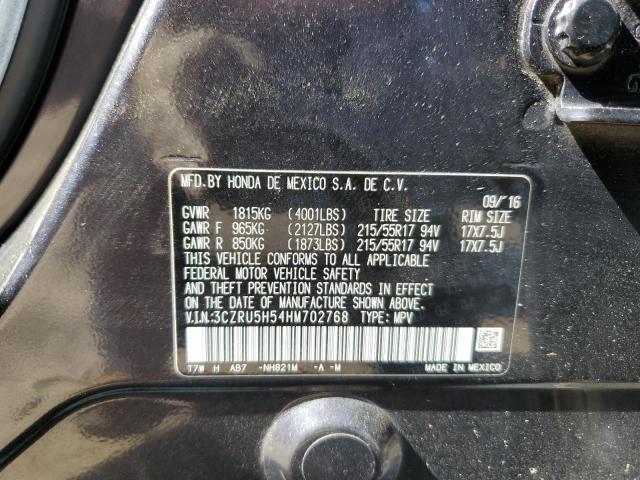 MFD.BY HONDA DE MEXICO S.A. DE C.V.
09/'16
GVWR 1815KG (4001LBS) TIRE SIZE RIM SIZE
GAWR F 965KG (2127LBS) 215/55R17 94V 17X7.5J
GAWR R 850KG (1873LBS) 215/55R17 94V 17X7.5J
THIS VEHICLE CONFORMS TO ALL APPLICABLE
FEDERAL MOTOR VEHICLE SAFETY
AND THEFT PREVENTION STANDARDS IN EFFECT
ON THE DATE OF MANUFACTURE SHOWN ABOVE.
V.I.N:3CZRU5H54HM702768 TYPE: MPV
T7W H AB7 -NH821M -A -M MADE IN MEXICO